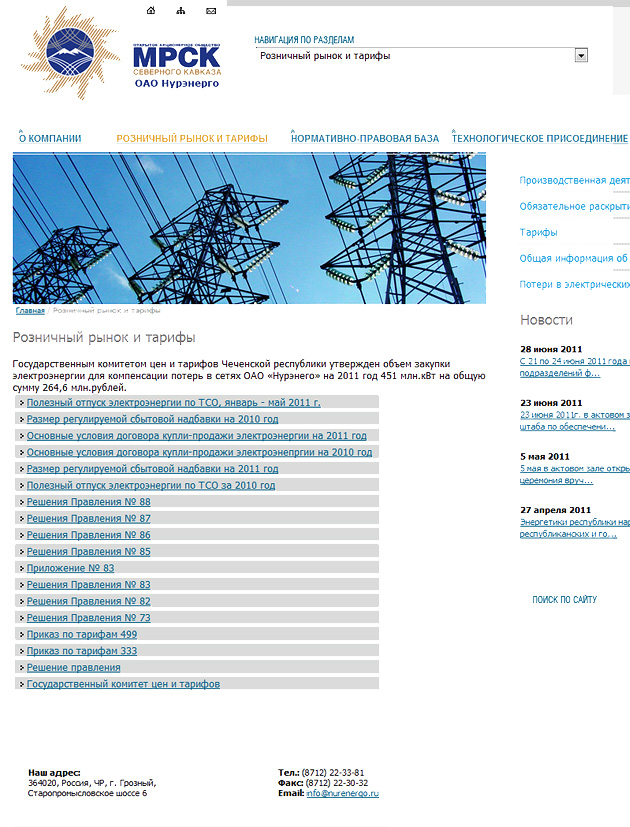 ОТКРЫТОЕ АКЦИОНЕРНОЕ ОБЩЕСТВО
МРСК
СЕВЕРНОГО КАВКАЗА
ОАО Нурэнерго
НАВИГАЦИЯ ПО РАЗДЕЛАМ
Розничный рынок и тарифы
О КОМПАНИИ
РОЗНИЧНЫЙ РЫНОК И ТАРИФЫ
НОРМАТИВНО-ПРАВОВАЯ БАЗА
ТЕХНОЛОГИЧЕСКОЕ ПРИСОЕДИНЕНИЕ
Главная / Розничный рынок и тарифы
Розничный рынок и тарифы
Государственным комитетом цен и тарифов Чеченской республики утвержден объем закупки
электроэнергии для компенсации потерь в сетях ОАО «Нурэнего» на 2011 год 451 млн.кВт на общую
сумму 264,6 млн.рублей.
Полезный отпуск электроэнергии по ТСО, январь - май 2011 г.
Размер регулируемой сбытовой надбавки на 2010 год
Основные условия договора купли-продажи электроэнергии на 2011 год
Основные условия договора купли-продажи электроэнепргии на 2010 год
Размер регулируемой сбытовой надбавки на 2011 год
Полезный отпуск электроэнергии по ТСО за 2010 год
Решения Правления № 88
Решения Правления № 87
Решения Правления № 86
Решения Правления № 85
Приложение № 83
Решения Правления № 83
Решения Правления № 82
Решения Правления № 73
Приказ по тарифам 499
Приказ по тарифам 333
Решение правления
Государственный комитет цен и тарифов
Производственная деят
Обязательное раскрыти
Тарифы
Общая информация об
Потери в электрических
Новости
28 июня 2011
С 21 по 24 июня 2011 года
подразделений ф...
23 июня 2011
23 июня 2011г. в актовом з
штаба по обеспечени...
5 мая 2011
5 мая в актовом зале откры
церемония вруч...
27 апреля 2011
Энергетики республики нар
республиканских и го...
ПОИСК ПО САЙТУ
Наш адрес:
364020, Россия, ЧР, г. Грозный,
Старопромысловское шоссе 6
Тел.: (8712) 22-33-81
Факс: (8712) 22-30-32
Email: info@nurenergo.ru